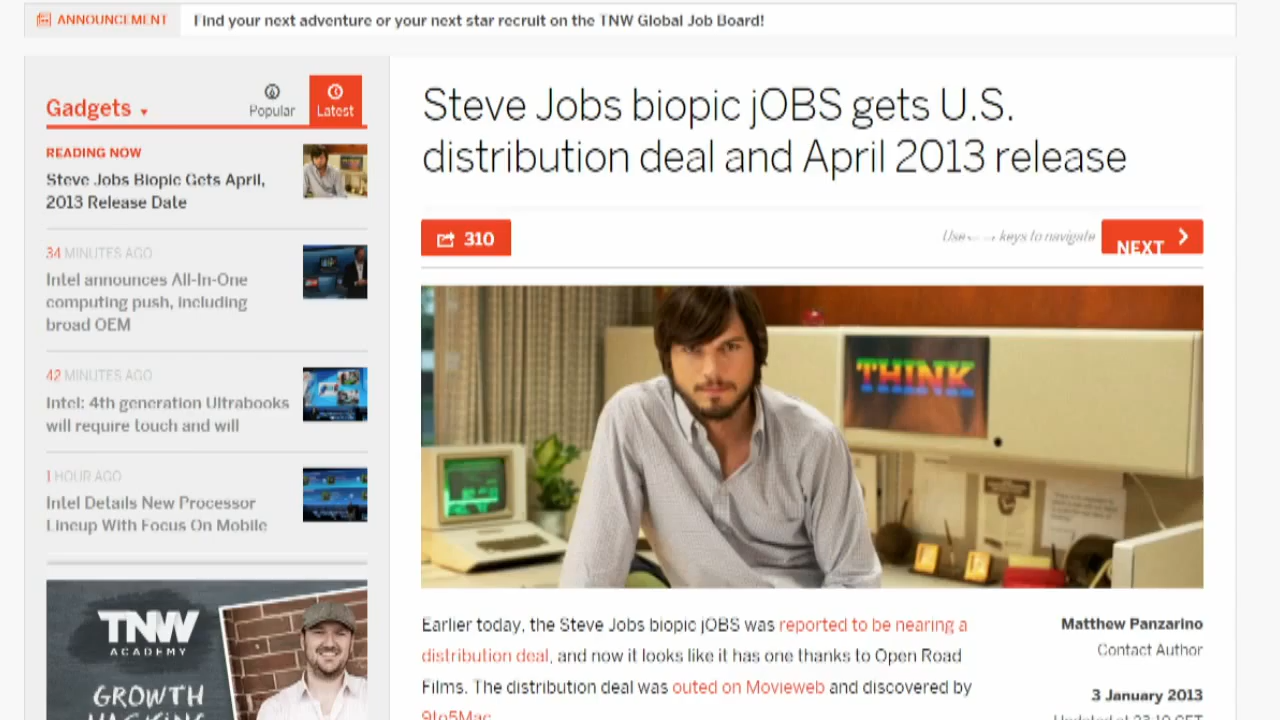 ANNOUNCEMENT
Find your next adventure or your next star recruit on the TNW Global Job Board!
Gadgets
Popular
Latest
READING NOW
Steve Jobs Biopic Gets April,
2013 Release Date
34 MINUTES AGO
Intel announces All-In-One
computing push, including
broad OEM
42 MINUTES AGO
Intel: 4th generation Ultrabooks
will require touch and will
1 HOUR AGO
Intel Details New Processor
Lineup With Focus On Mobile
TNW
ACADEMY
GROWTH
HACKING
Steve Jobs biopic jOBS gets U.S.
distribution deal and April 2013 release
310
Use keys to navigate
NEXT
THINK
Earlier today, the Steve Jobs biopic jOBS was reported to be nearing a
distribution deal, and now it looks like it has one thanks to Open Road
Films. The distribution deal was outed on Movieweb and discovered by
9to5Mac
Matthew Panzarino
Contact Author
3 January 2013
Updated at 23:10 CET